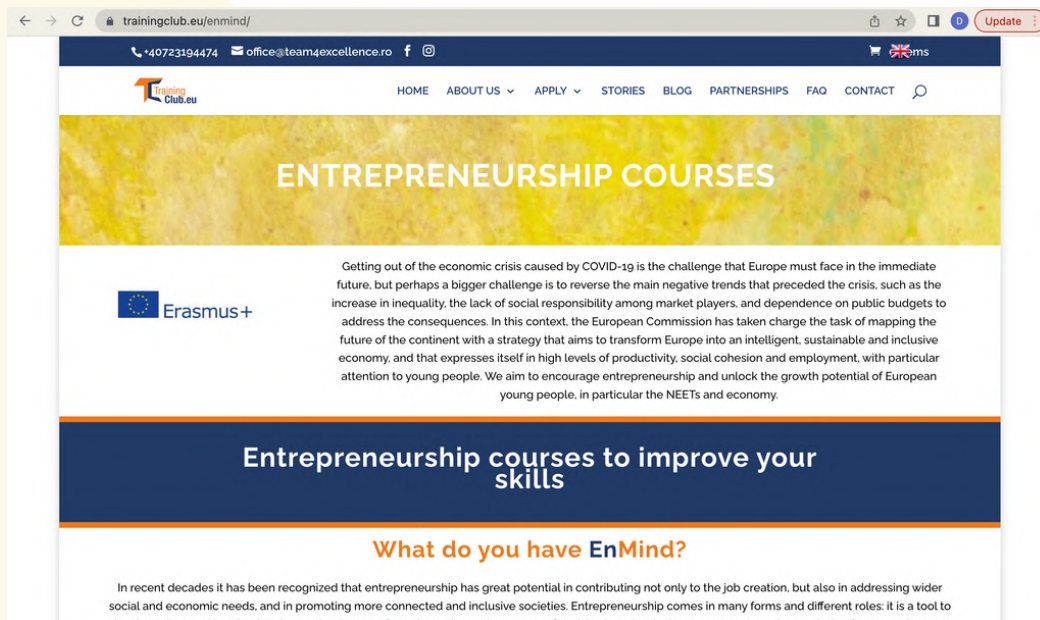 trainingclub.eu/enmind/
D
Update
+40723194474 office@team4excellence.ro
Training
Club.eu
HOME ABOUT US APPLY STORIES BLOG PARTNERSHIPS FAQ CONTACT
ENTREPRENEURSHIP COURSES
Erasmus+
Getting out of the economic crisis caused by COVID-19 is the challenge that Europe must face in the immediate
future, but perhaps a bigger challenge is to reverse the main negative trends that preceded the crisis, such as the
increase in inequality, the lack of social responsibility among market players, and dependence on public budgets to
address the consequences. In this context, the European Commission has taken charge the task of mapping the
future of the continent with a strategy that aims to transform Europe into an intelligent, sustainable and inclusive
economy, and that expresses itself in high levels of productivity, social cohesion and employment, with particular
attention to young people. We aim to encourage entrepreneurship and unlock the growth potential of European
young people, in particular the NEETs and economy.
Entrepreneurship courses to improve your
skills
What do you have EnMind?
In recent decades it has been recognized that entrepreneurship has great potential in contributing not only to the job creation, but also in addressing wider
social and economic needs, and in promoting more connected and inclusive societies. Entrepreneurship comes in many forms and different roles: it is a tool to